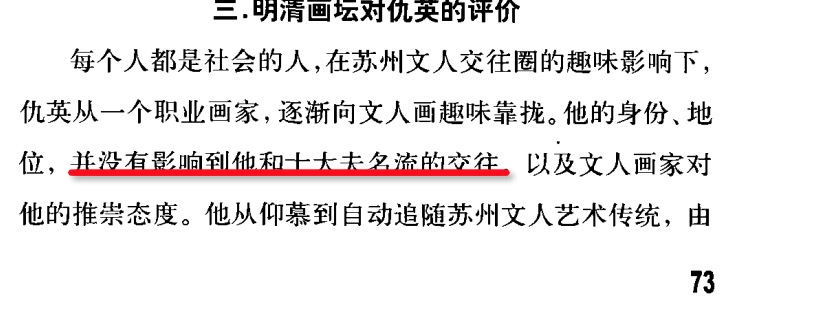 三.明清画坛对仇英的评价
每个人都是社会的人,在苏州文人交往圈的趣味影响下,
仇英从一个职业画家,逐渐向文人画趣味靠拢。他的身份、地
位,并没有影响到他和士大夫名流的交往 以及文人画家对
他的推崇态度。他从仰慕到自动追随苏州文人艺术传统,由
73